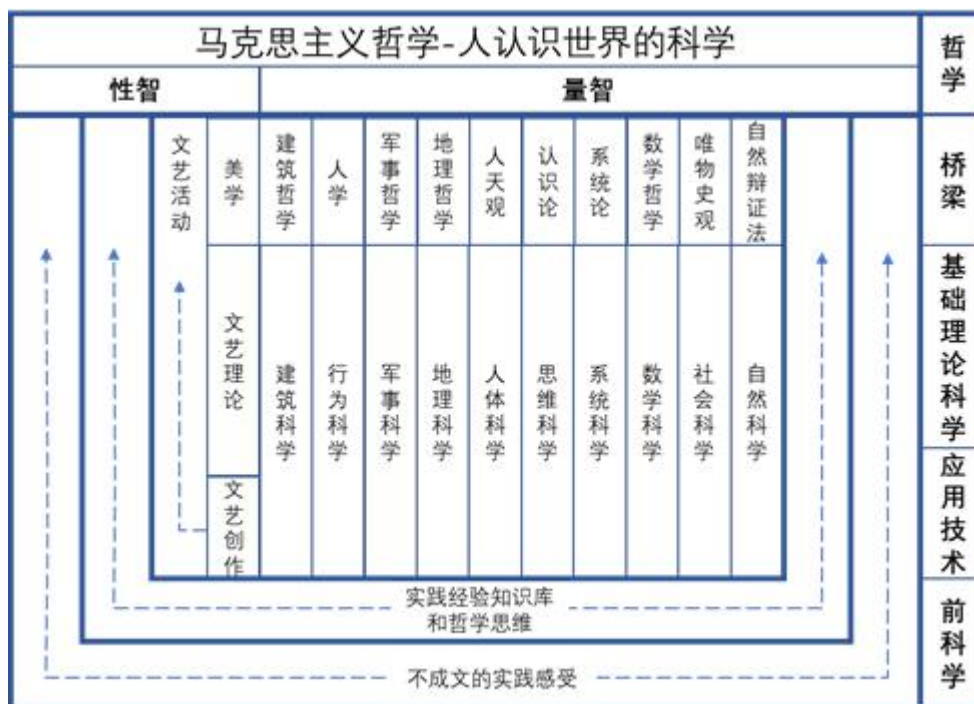 马克思主义哲学-人认识世界的科学
哲学
性智
量智
文艺活动
美学
建筑哲学
人学
军事哲学
地理哲学
人天观
认识论
系统论
数学哲学
唯物史观
自然辩证法
桥梁
文艺理论
建筑科学
行为科学
军事科学
地理科学
人体科学
思维科学
系统科学
数学科学
社会科学
自然科学
基础理论科学
文艺创作
应用技术
实践经验知识库
和哲学思维
不成文的实践感受
前科学